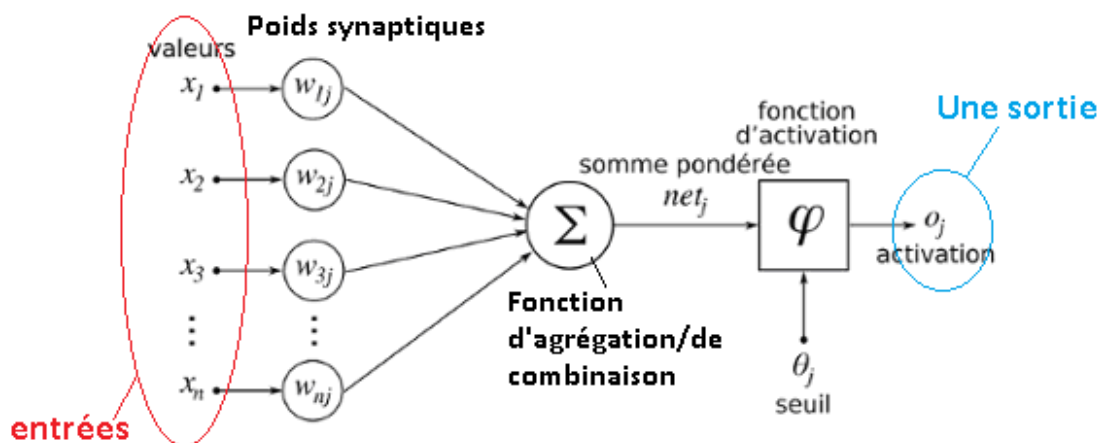 Poids synaptiques
valeurs
x1
w1j
x2
w2j
x3
w3j
⋮
⋮
xn
wnj
entrées
Σ
Fonction
d'agrégation/de
combinaison
somme pondérée
netj
fonction
d'activation
φ
θj
seuil
Une sortie
oj
activation